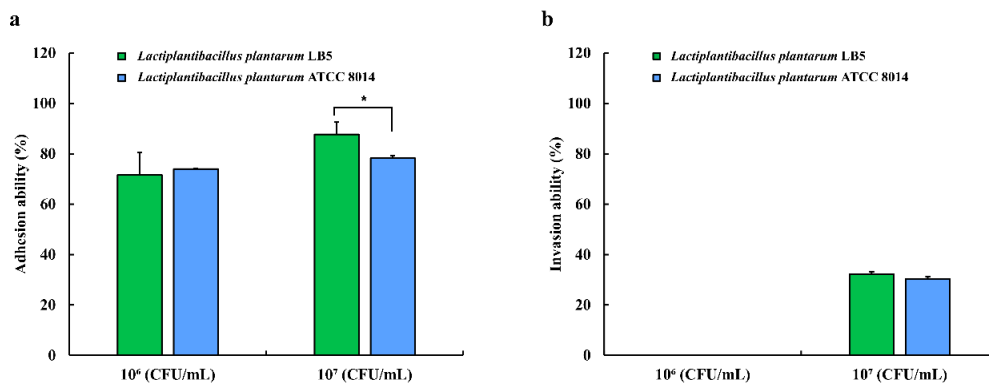 a
120
100
80
60
40
20
0
Adhesion ability (%)
Lactiplantibacillus plantarum LB5
Lactiplantibacillus plantarum ATCC 8014
*
10⁶ (CFU/mL)
10⁷ (CFU/mL)
b
120
100
80
60
40
20
0
Invasion ability (%)
Lactiplantibacillus plantarum LB5
Lactiplantibacillus plantarum ATCC 8014
10⁶ (CFU/mL)
10⁷ (CFU/mL)